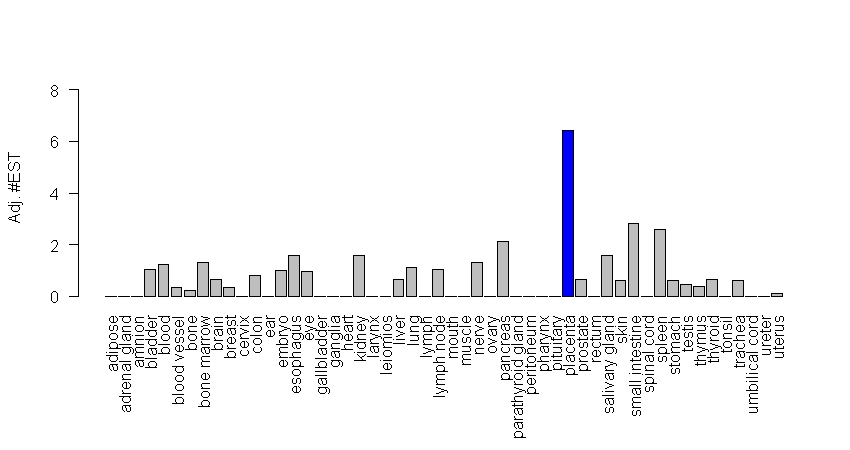 8
6
4
2
0
Adj. #EST
adipose
adrenal gland
amnion
bladder
blood
blood vessel
bone
bone marrow
brain
breast
cervix
colon
ear
embryo
esophagus
eye
gallbladder
ganglia
heart
kidney
larynx
leiomios
liver
lung
lymph
lymph node
mouth
muscle
nerve
ovary
pancreas
parathyroid gland
peritoneum
pharynx
pituitary
placenta
prostate
rectum
salivary gland
skin
small intestine
spinal cord
spleen
stomach
testis
thymus
thyroid
tonsil
trachea
umbilical cord
ureter
uterus